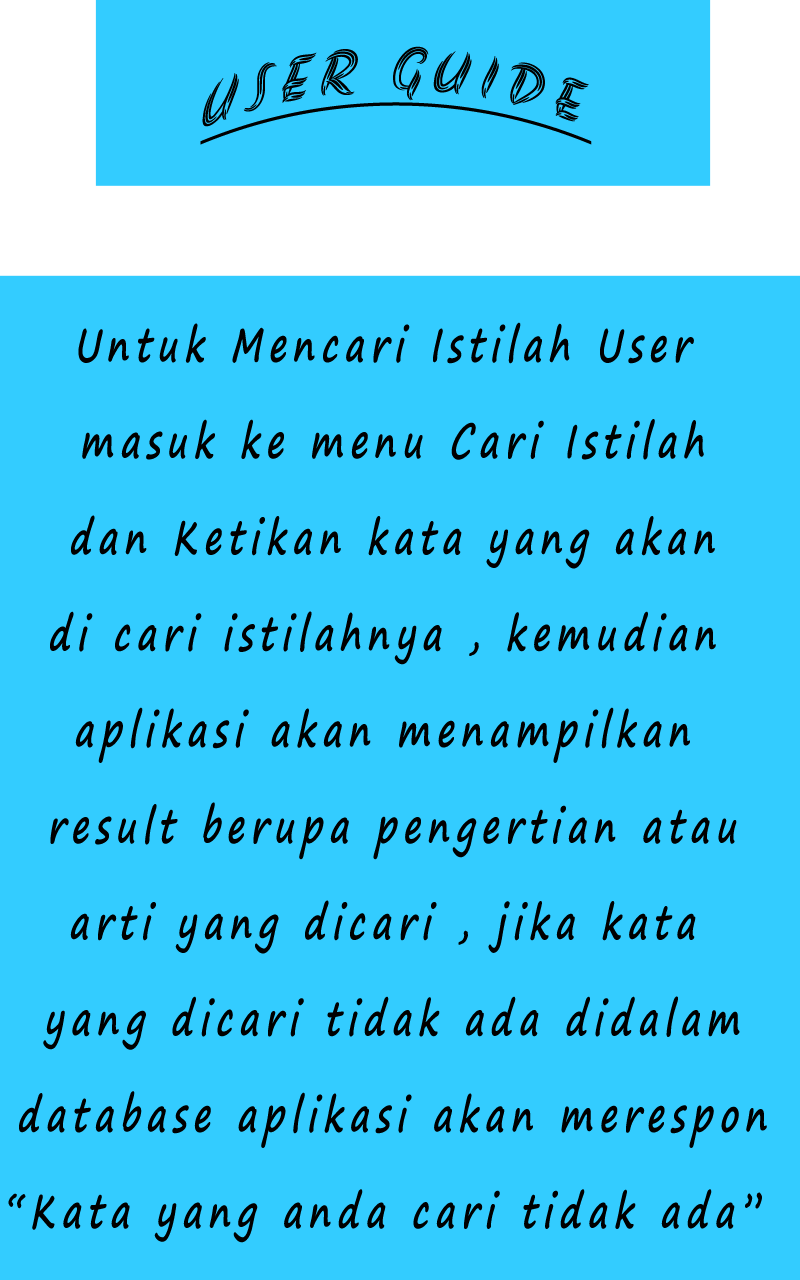 USER GUIDE
Untuk Mencari Istilah User
masuk ke menu Cari Istilah
dan Ketikan kata yang akan
di cari istilahnya , kemudian
aplikasi akan menampilkan
result berupa pengertian atau
arti yang dicari , jika kata
yang dicari tidak ada didalam
database aplikasi akan merespon
“Kata yang anda cari tidak ada”